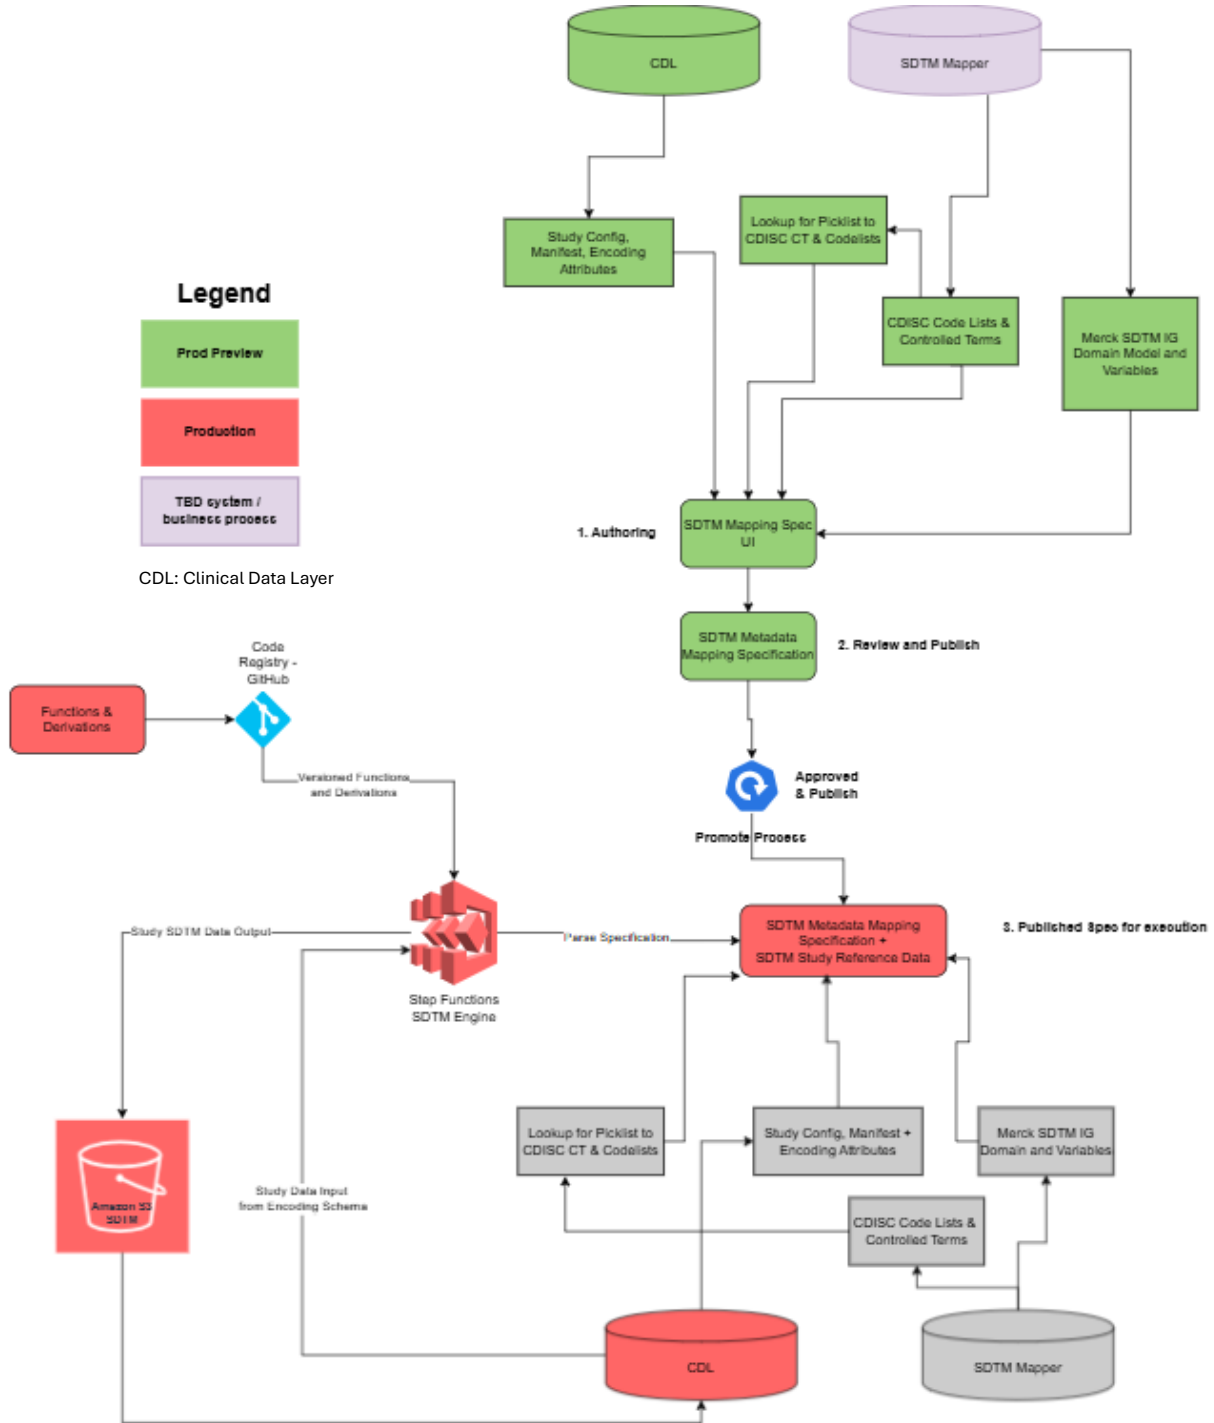 CDL
SDTM Mapper
Study Config,
Manifest, Encoding
Attributes
Lookup for Picklist to
CDISC CT & Codelists
CDISC Code Lists &
Controlled Terms
Merck SDTM IG
Domain Model and
Variables
Legend
Prod Preview
Production
TBD system /
business process
CDL: Clinical Data Layer
1. Authoring
SDTM Mapping Spec
UI
SDTM Metadata
Mapping Specification
2. Review and Publish
Code
Registry -
GitHub
Functions &
Derivations
Versioned Functions
and Derivations
Approved
& Publish
Promote Process
Study SDTM Data Output
Parse Specification
SDTM Metadata Mapping
Specification +
SDTM Study Reference Data
3. Published Spec for execution
Step Functions
SDTM Engine
Lookup for Picklist to
CDISC CT & Codelists
Study Config, Manifest +
Encoding Attributes
Merck SDTM IG
Domain and Variables
Study Data Input
from Encoding Schema
Amazon S3
SDTM
CDISC Code Lists &
Controlled Terms
CDL
SDTM Mapper